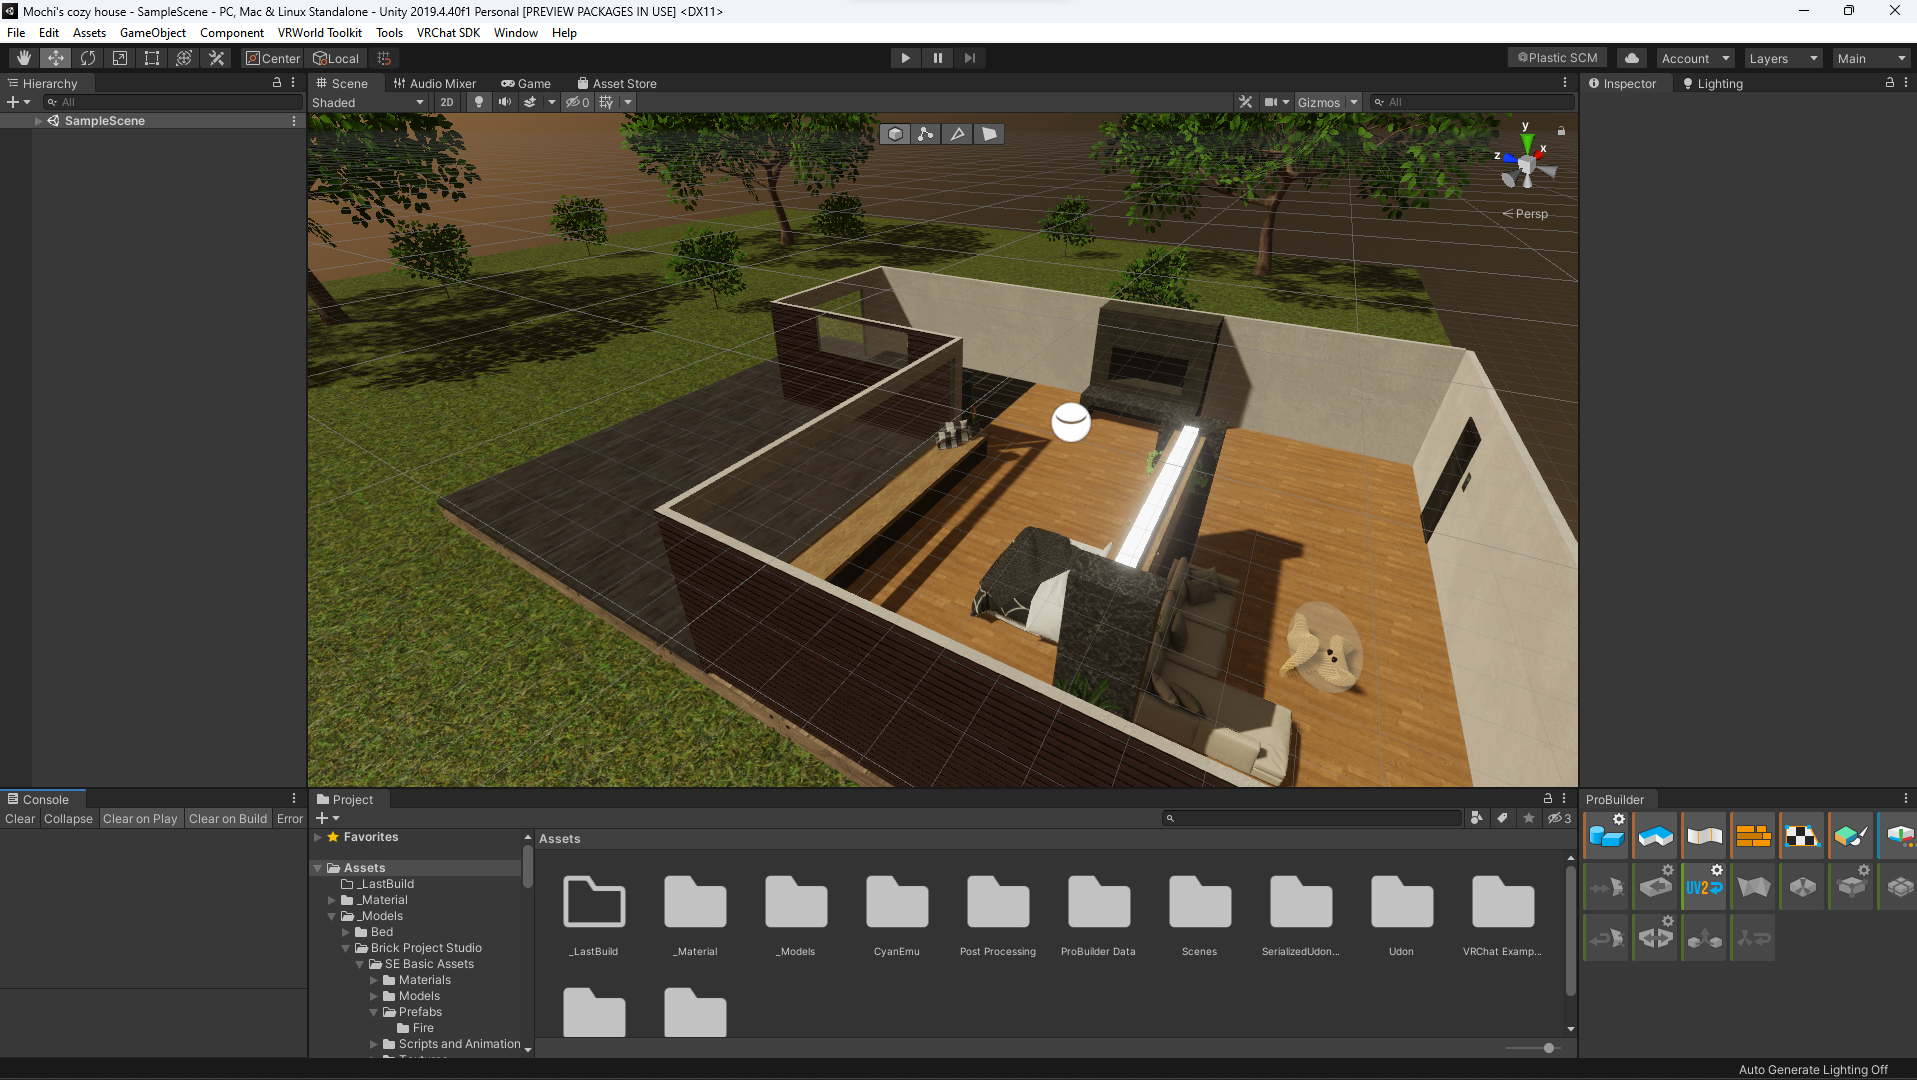 Mochi's cozy house - SampleScene - PC, Mac & Linux Standalone - Unity 2019.4.40f1 Personal [PREVIEW PACKAGES IN USE] <DX11>
File Edit Assets GameObject Component VRWorld Toolkit Tools VRChat SDK Window Help
Center Local Plastic SCM Account Layers Main
Hierarchy Scene Audio Mixer Game Asset Store Inspector Lighting
All Shaded 2D 0 Gizmos All
SampleScene
y
x
z
Persp
Console Project ProBuilder
Clear Collapse Clear on Play Clear on Build Error 3
Favorites
Assets
Assets
_LastBuild
_Material
_Models
Bed
Brick Project Studio
SE Basic Assets
Materials
Models
Prefabs
Fire
Scripts and Animation
Textures
_LastBuild _Material _Models CyanEmu Post Processing ProBuilder Data Scenes SerializedUdon... Udon VRChat Examp...
UV2
Auto Generate Lighting Off